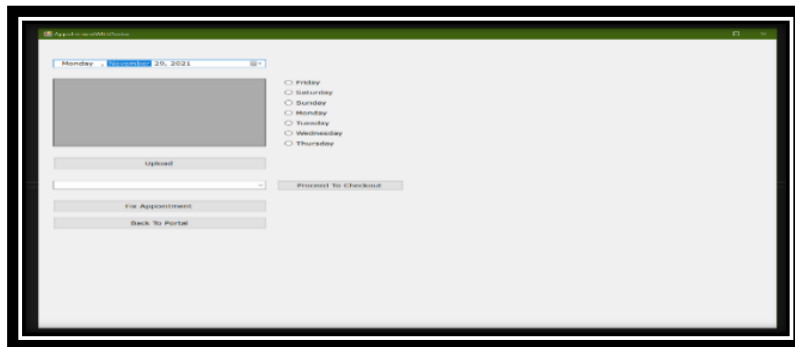 Monday , November 29, 2021
Friday
Saturday
Sunday
Monday
Tuesday
Wednesday
Thursday
Upload
Proceed To Checkout
Fix Appointment
Back To Portal